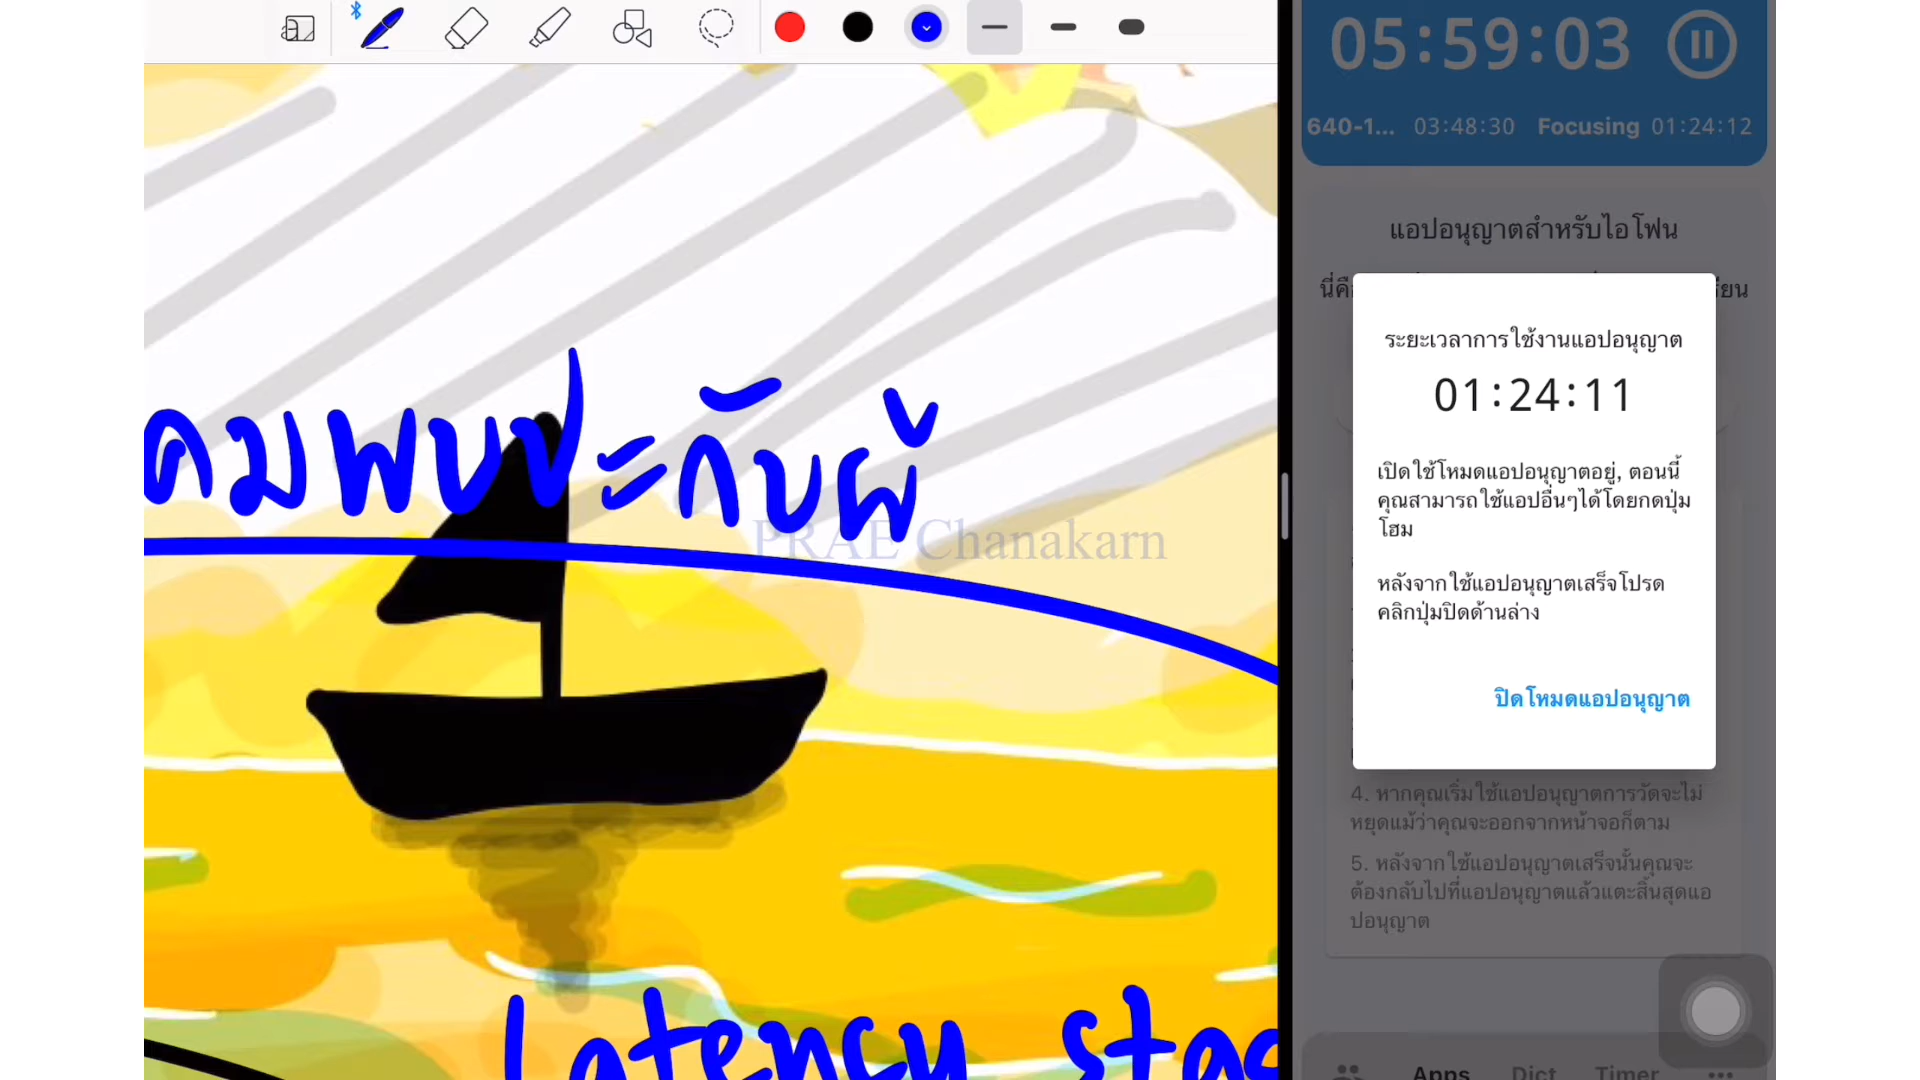 05:59:03
640-1... 03:48:30 Focusing 01:24:12
แอปอนุญาตสำหรับไอโฟน
ระยะเวลาการใช้งานแอปอนุญาต
01:24:11
เปิดใช้โหมดแอปอนุญาตอยู่, ตอนนี้
คุณสามารถใช้แอปอื่นๆได้โดยกดปุ่ม
โฮม
หลังจากใช้แอปอนุญาตเสร็จโปรด
คลิกปุ่มปิดด้านล่าง
ปิดโหมดแอปอนุญาต
4. หากคุณเริ่มใช้แอปอนุญาตการวัดจะไม่
หยุดแม้ว่าคุณจะออกจากหน้าจอก็ตาม
5. หลังจากใช้แอปอนุญาตเสร็จนั้นคุณจะ
ต้องกลับไปที่แอปอนุญาตแล้วแตะสิ้นสุดแอ
ปอนุญาต
Apps Dict Timer
PRAE Chanakarn
Latency